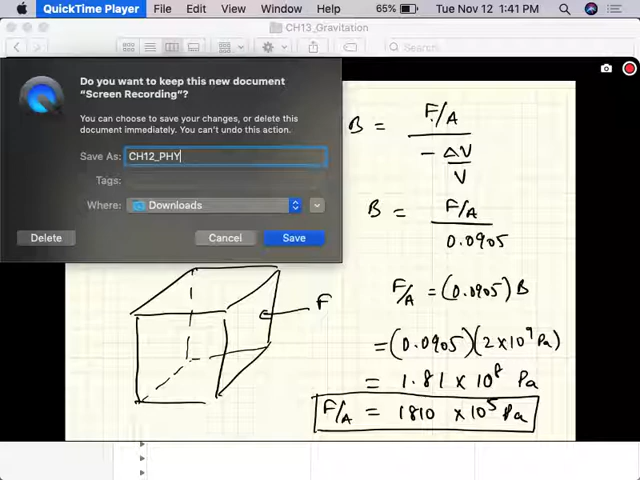 QuickTime Player File Edit View Window Help 65% Tue Nov 12 1:41 PM
CH13_Gravitation
Search
Do you want to keep this new document
“Screen Recording”?
You can choose to save your changes, or delete this
document immediately. You can’t undo this action.
Save As: CH12_PHY
Tags:
Where: Downloads
Delete Cancel Save
B = F/A
- ΔV
V
B = F/A
0.0905
F/A = (0.0905) B
F
= (0.0905)(2 x 10⁹ Pa)
= 1.81 x 10⁸ Pa
F/A = 1810 x 10⁵ Pa